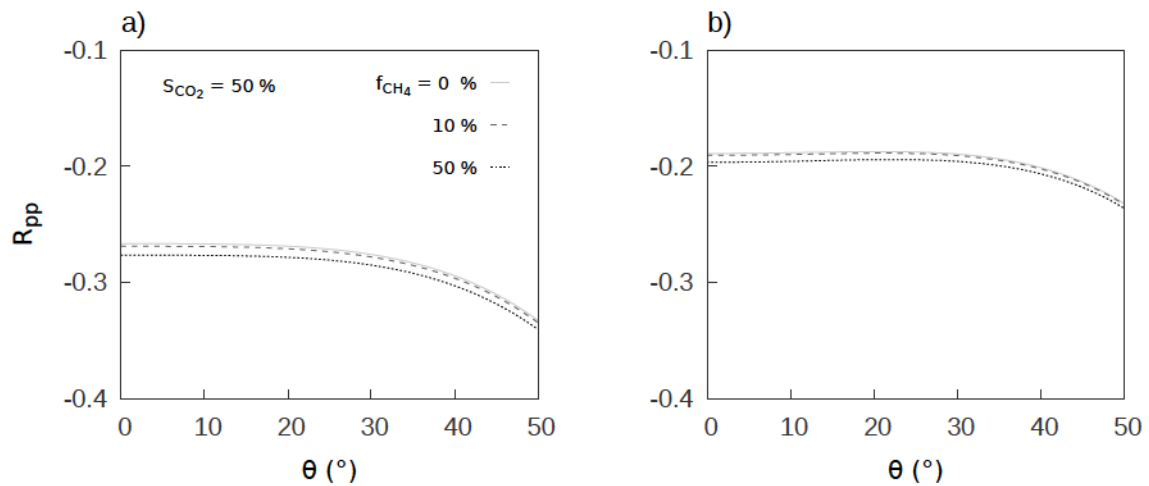 a)
-0.1
-0.2
-0.3
-0.4
R_pp
S_CO₂ = 50 %
f_CH₄ = 0 %
10 %
50 %
0 10 20 30 40 50
θ (°)
b)
-0.1
-0.2
-0.3
-0.4
0 10 20 30 40 50
θ (°)